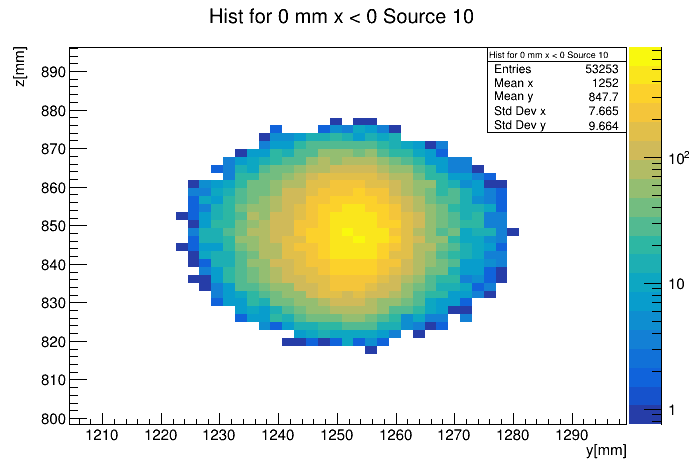 Hist for 0 mm x < 0 Source 10
z[mm]
Hist for 0 mm x < 0 Source 10
Entries 53253
Mean x 1252
Mean y 847.7
Std Dev x 7.665
Std Dev y 9.664
890
880
870
860
850
840
830
820
810
800
1210 1220 1230 1240 1250 1260 1270 1280 1290
y[mm]
10²
10
1